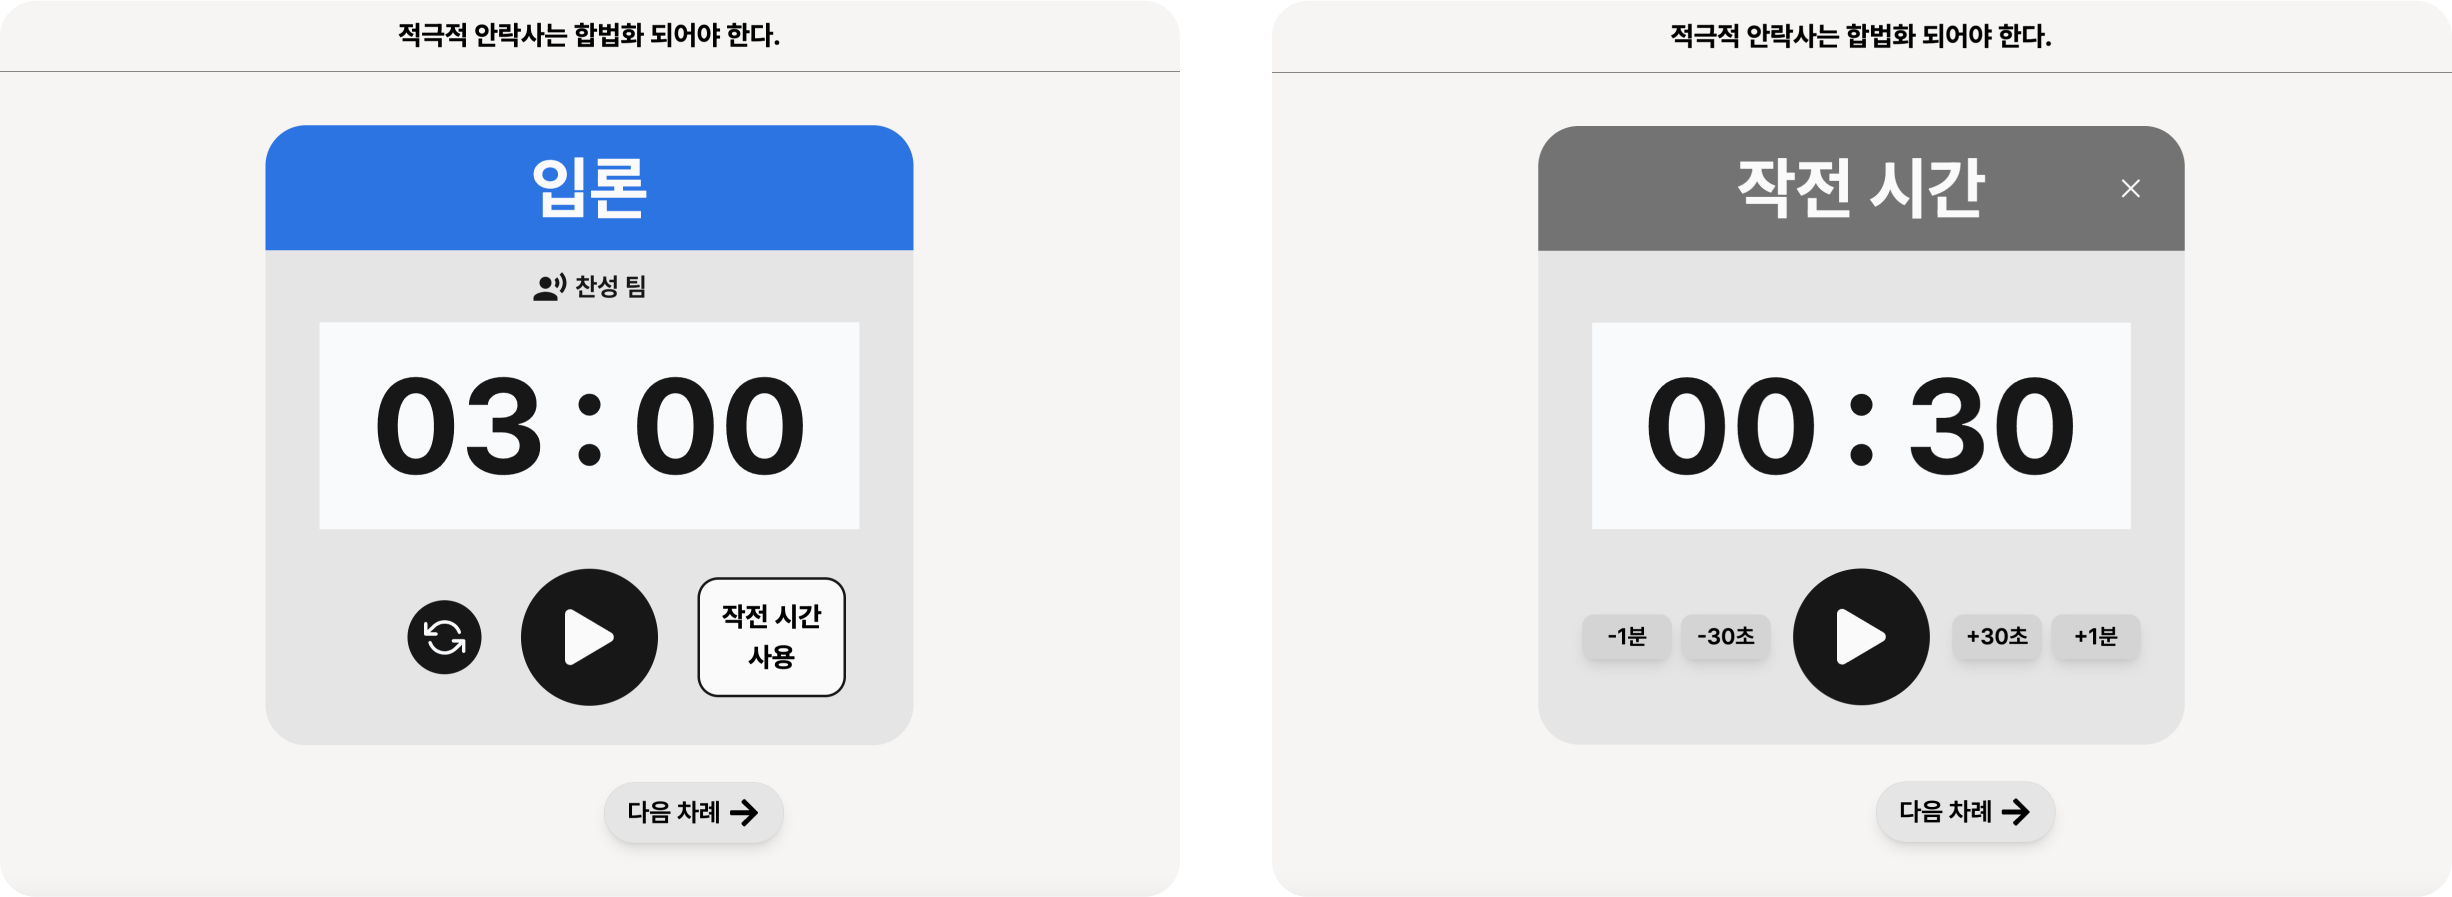 적극적 안락사는 합법화 되어야 한다.
입론
찬성 팀
03 : 00
작전 시간
사용
다음 차례
적극적 안락사는 합법화 되어야 한다.
작전 시간
00 : 30
-1분
-30초
+30초
+1분
다음 차례